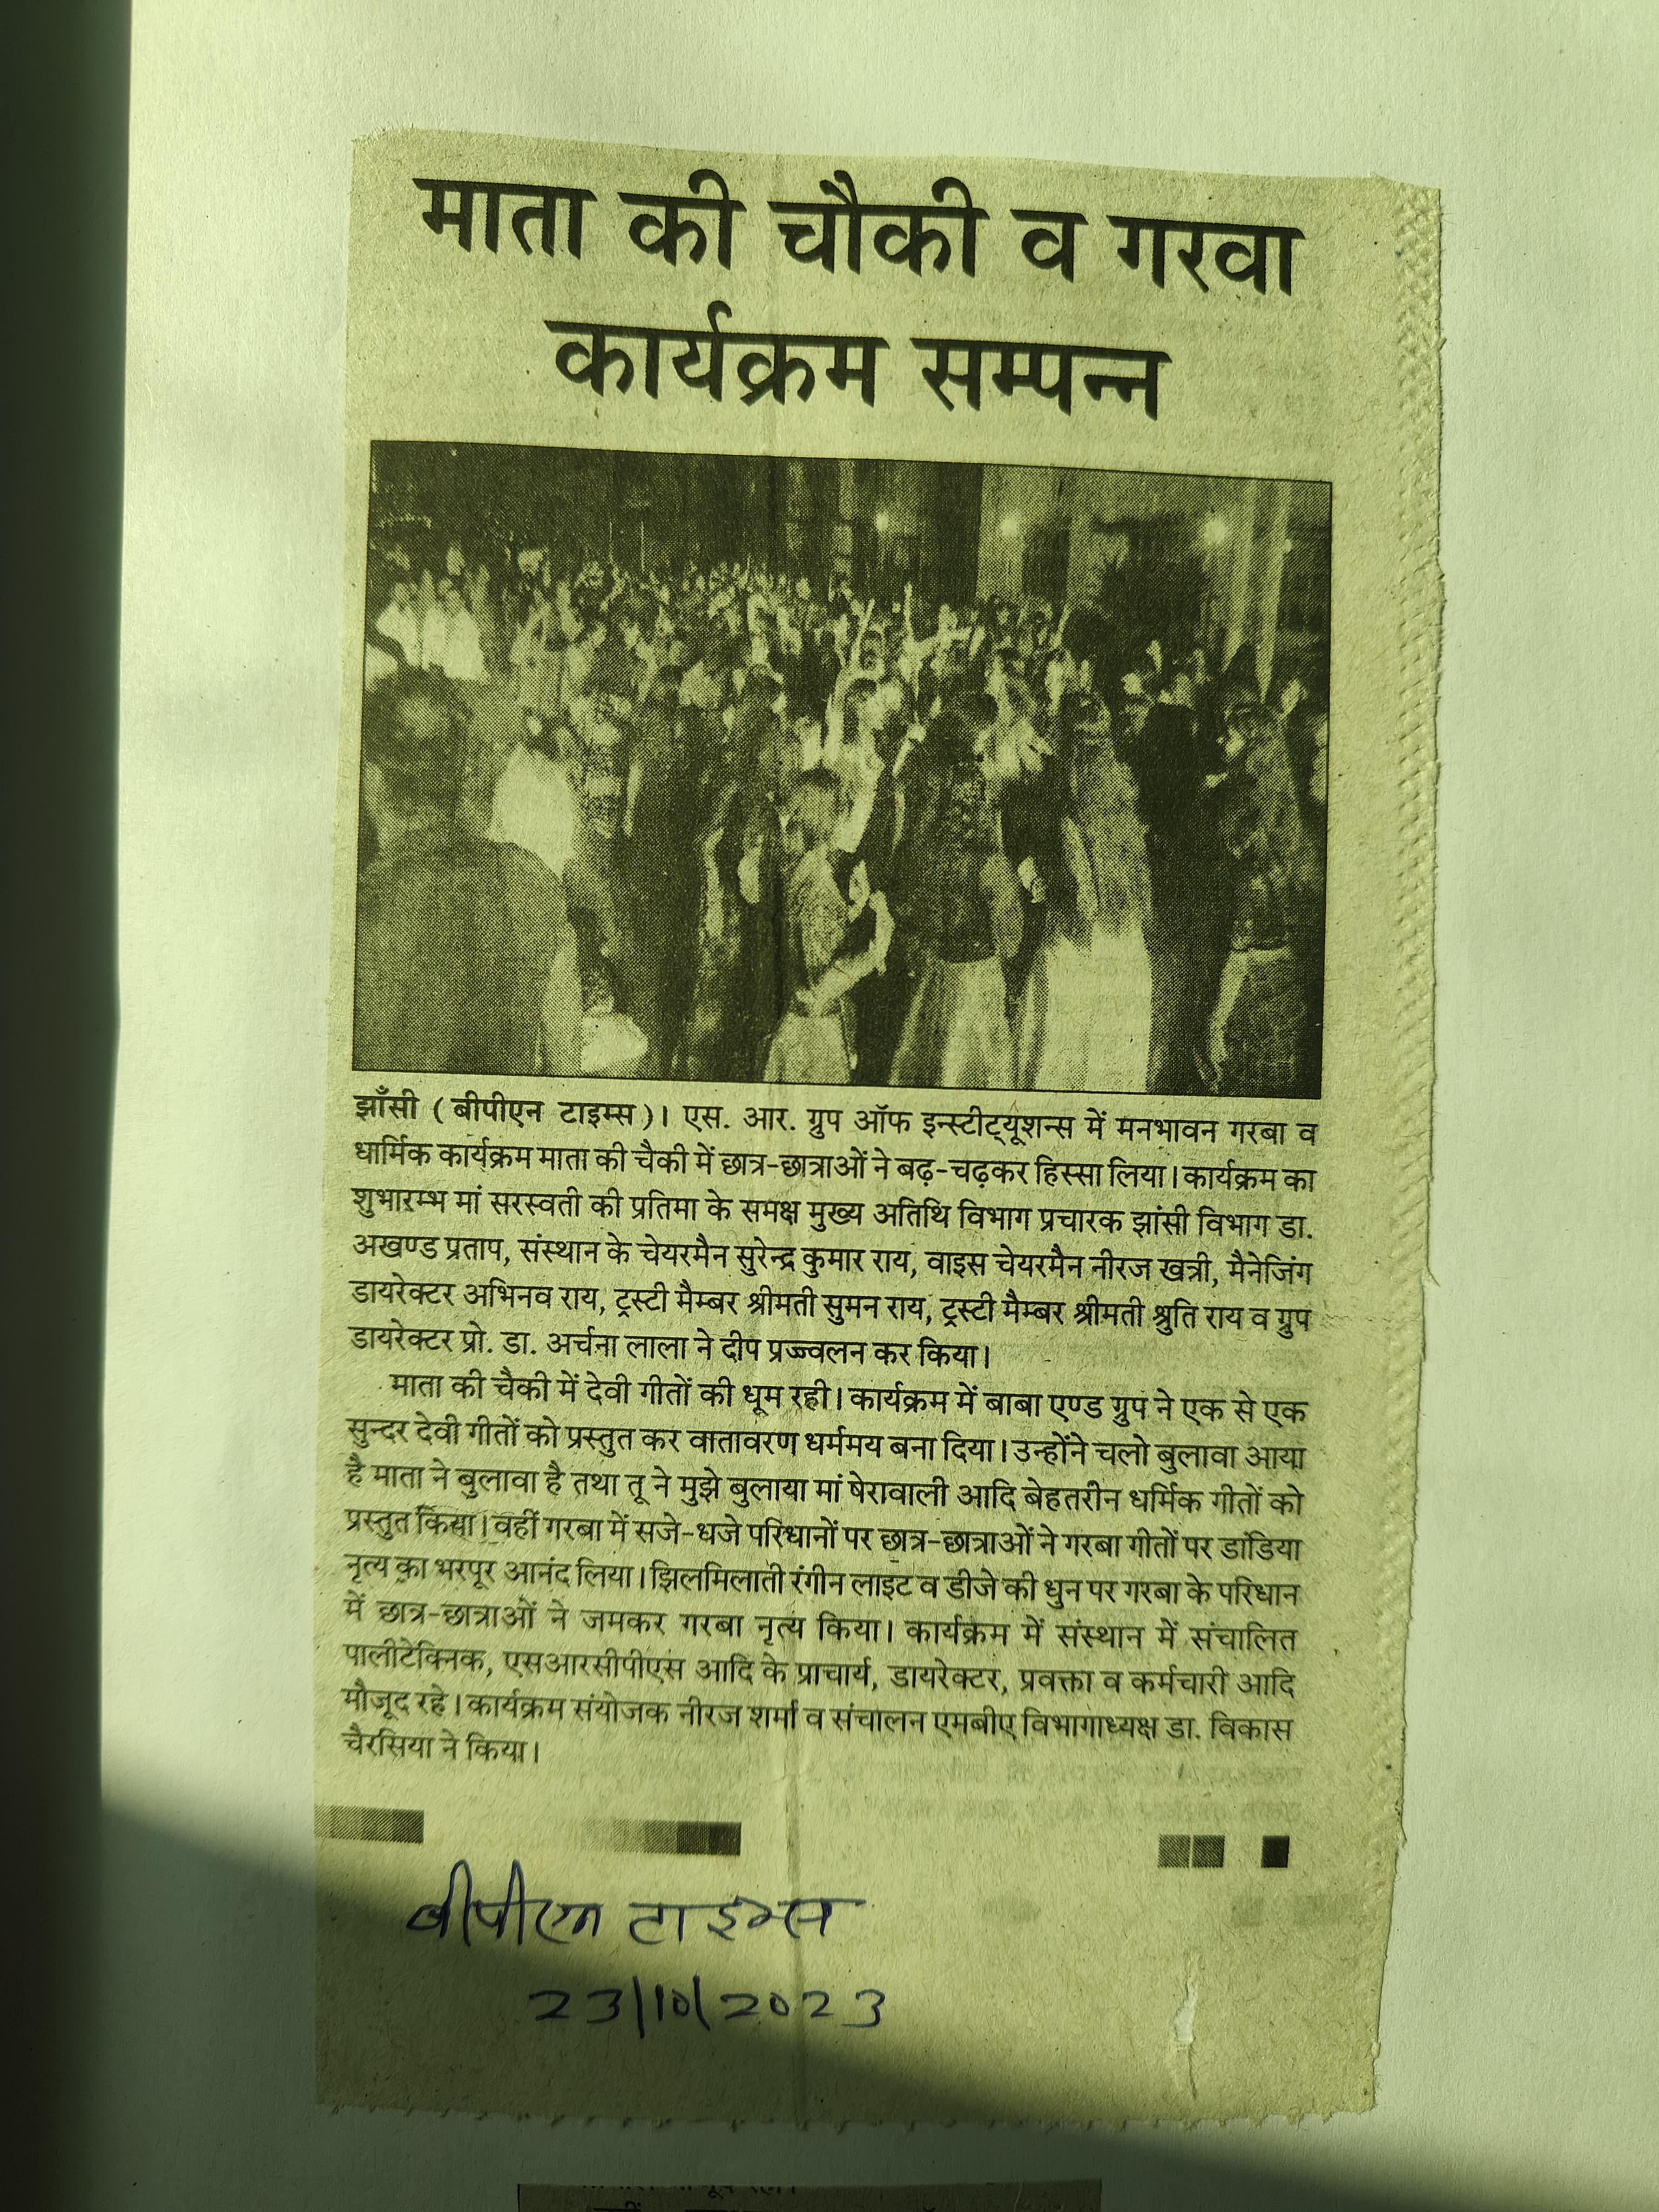 माता की चौकी व गरवा
कार्यक्रम सम्पन्न
झाँसी (बीपीएन टाइम्स)। एस. आर. ग्रुप ऑफ इन्स्टीट्यूशन्स में मनभावन गरबा व
धार्मिक कार्यक्रम माता की चैकी में छात्र-छात्राओं ने बढ़-चढ़कर हिस्सा लिया। कार्यक्रम का
शुभारम्भ मां सरस्वती की प्रतिमा के समक्ष मुख्य अतिथि विभाग प्रचारक झांसी विभाग डा.
अखण्ड प्रताप, संस्थान के चेयरमैन सुरेन्द्र कुमार राय, वाइस चेयरमैन नीरज खत्री, मैनेजिंग
डायरेक्टर अभिनव राय, ट्रस्टी मैम्बर श्रीमती सुमन राय, ट्रस्टी मैम्बर श्रीमती श्रुति राय व ग्रुप
डायरेक्टर प्रो. डा. अर्चना लाला ने दीप प्रज्ज्वलन कर किया।
माता की चैकी में देवी गीतों की धूम रही। कार्यक्रम में बाबा एण्ड ग्रुप ने एक से एक
सुन्दर देवी गीतों को प्रस्तुत कर वातावरण धर्ममय बना दिया। उन्होंने चलो बुलावा आया
है माता ने बुलावा है तथा तू ने मुझे बुलाया मां षेरावाली आदि बेहतरीन धर्मिक गीतों को
प्रस्तुत किया। वहीं गरबा में सजे-धजे परिधानों पर छात्र-छात्राओं ने गरबा गीतों पर डांडिया
नृत्य का भरपूर आनंद लिया। झिलमिलाती रंगीन लाइट व डीजे की धुन पर गरबा के परिधान
में छात्र-छात्राओं ने जमकर गरबा नृत्य किया। कार्यक्रम में संस्थान में संचालित
पालीटेक्निक, एसआरसीपीएस आदि के प्राचार्य, डायरेक्टर, प्रवक्ता व कर्मचारी आदि
मौजूद रहे। कार्यक्रम संयोजक नीरज शर्मा व संचालन एमबीए विभागाध्यक्ष डा. विकास
चैरसिया ने किया।
बीपीएन टाइम्स
23/10/2023